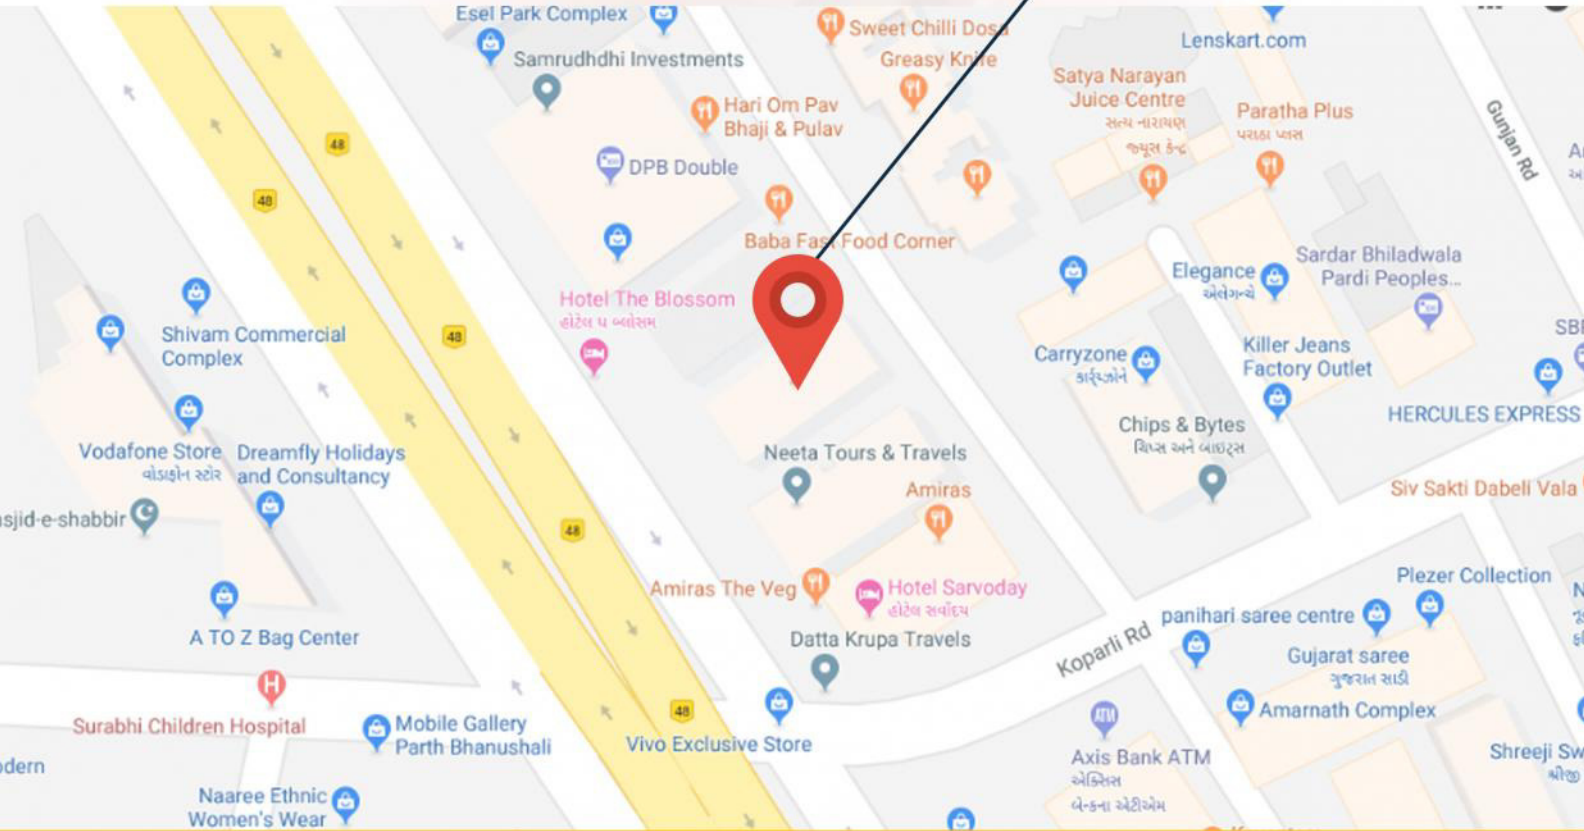 Esel Park Complex
Sweet Chilli Dosa
Lenskart.com
Samrudhdhi Investments
Greasy Knife
Satya Narayan
Juice Centre
સત્ય નારાયણ
જ્યૂસ કેન્દ્ર
Hari Om Pav
Bhaji & Pulav
Paratha Plus
પરાઠા પ્લસ
Gunjan Rd
48
DPB Double
48
Baba Fast Food Corner
Sardar Bhiladwala
Pardi Peoples...
Elegance
એલેગન્ચે
Hotel The Blossom
હોટેલ ધ બ્લોસમ
Shivam Commercial
Complex
48
Killer Jeans
Factory Outlet
Carryzone
HERCULES EXPRESS
Chips & Bytes
ચિપ્સ અને બાઇટ્સ
Vodafone Store
વોડાફોન સ્ટોર
Dreamfly Holidays
and Consultancy
Neeta Tours & Travels
Amiras
Siv Sakti Dabeli Vala
sjid-e-shabbir
48
Amiras The Veg
Hotel Sarvoday
હોટેલ સર્વોદય
Plezer Collection
panihari saree centre
A TO Z Bag Center
Datta Krupa Travels
Koparli Rd
Gujarat saree
ગુજરાત સાડી
H
Surabhi Children Hospital
48
Amarnath Complex
Mobile Gallery
Parth Bhanushali
Vivo Exclusive Store
ATM
Axis Bank ATM
એક્સિસ
બેન્કના એટીએમ
Shreeji Sw
શ્રીજી
dern
Naaree Ethnic
Women's Wear